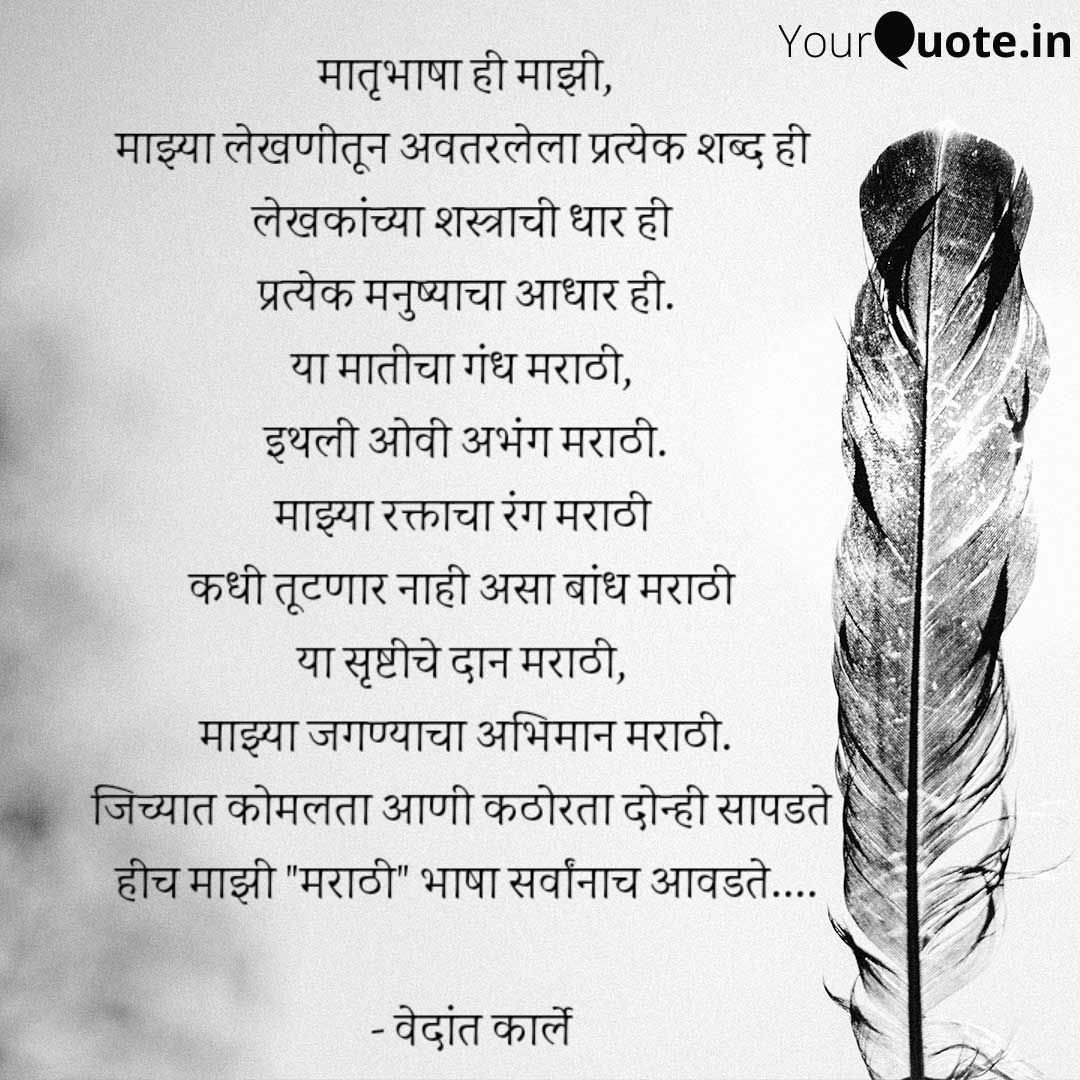 YourQuote.in
मातृभाषा ही माझी,
माझ्या लेखणीतून अवतरलेला प्रत्येक शब्द ही
लेखकांच्या शस्त्राची धार ही
प्रत्येक मनुष्याचा आधार ही.
या मातीचा गंध मराठी,
इथली ओवी अभंग मराठी.
माझ्या रक्ताचा रंग मराठी
कधी तूटणार नाही असा बांध मराठी
या सृष्टीचे दान मराठी,
माझ्या जगण्याचा अभिमान मराठी.
जिच्यात कोमलता आणी कठोरता दोन्ही सापडते
हीच माझी "मराठी" भाषा सर्वांनाच आवडते....
- वेदांत कार्ले